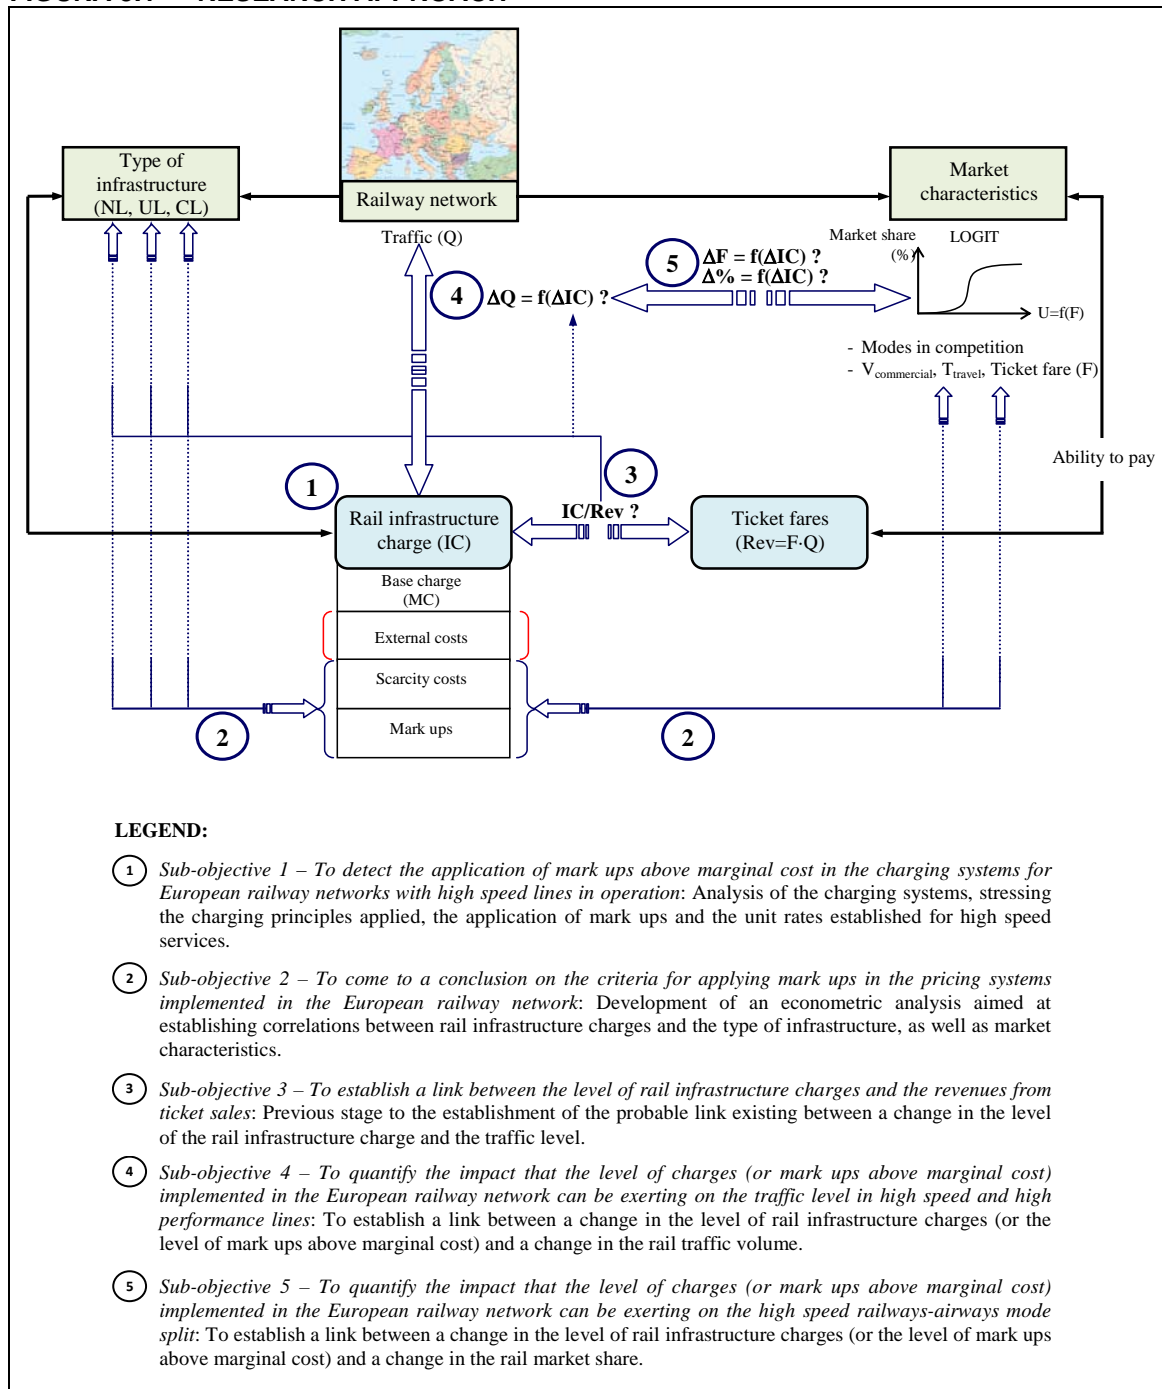 Type of
infrastructure
(NL, UL, CL)
Railway network
Market
characteristics
Traffic (Q)
Market share
(%)
LOGIT
U=f(F)
5
ΔF = f(ΔIC) ?
Δ% = f(ΔIC) ?
4
ΔQ = f(ΔIC) ?
- Modes in competition
- Vcommercial, Ttravel, Ticket fare (F)
Ability to pay
1
3
Rail infrastructure
charge (IC)
IC/Rev ?
Ticket fares
(Rev=F·Q)
Base charge
(MC)
External costs
Scarcity costs
Mark ups
2
2
LEGEND:
1 Sub-objective 1 – To detect the application of mark ups above marginal cost in the charging systems for
European railway networks with high speed lines in operation: Analysis of the charging systems, stressing
the charging principles applied, the application of mark ups and the unit rates established for high speed
services.
2 Sub-objective 2 – To come to a conclusion on the criteria for applying mark ups in the pricing systems
implemented in the European railway network: Development of an econometric analysis aimed at
establishing correlations between rail infrastructure charges and the type of infrastructure, as well as market
characteristics.
3 Sub-objective 3 – To establish a link between the level of rail infrastructure charges and the revenues from
ticket sales: Previous stage to the establishment of the probable link existing between a change in the level
of the rail infrastructure charge and the traffic level.
4 Sub-objective 4 – To quantify the impact that the level of charges (or mark ups above marginal cost)
implemented in the European railway network can be exerting on the traffic level in high speed and high
performance lines: To establish a link between a change in the level of rail infrastructure charges (or the
level of mark ups above marginal cost) and a change in the rail traffic volume.
5 Sub-objective 5 – To quantify the impact that the level of charges (or mark ups above marginal cost)
implemented in the European railway network can be exerting on the high speed railways-airways mode
split: To establish a link between a change in the level of rail infrastructure charges (or the level of mark ups
above marginal cost) and a change in the rail market share.